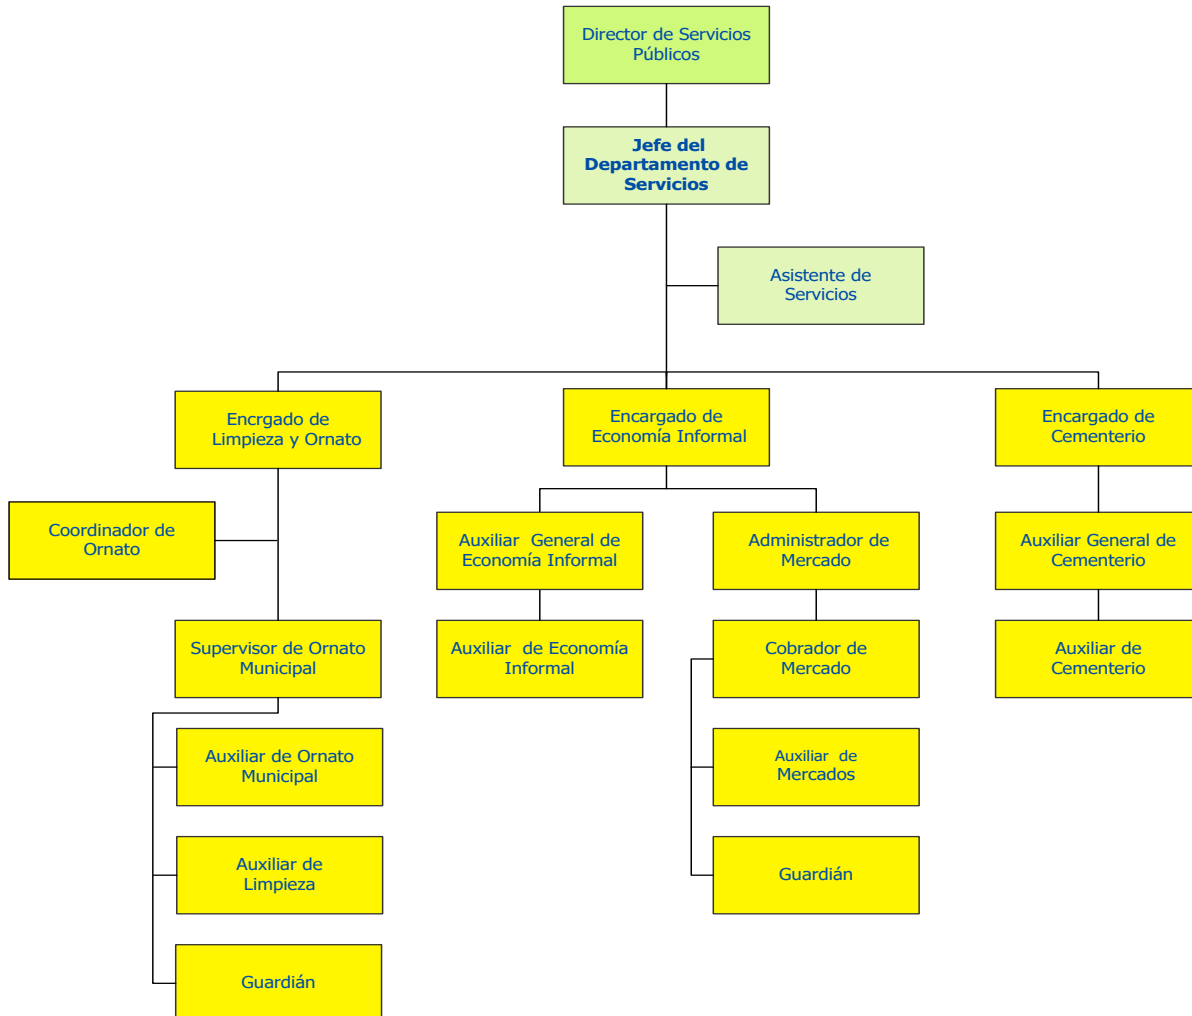 Director de Servicios
Públicos
Jefe del
Departamento de
Servicios
Asistente de
Servicios
Encrgado de
Limpieza y Ornato
Encargado de
Economía Informal
Encargado de
Cementerio
Coordinador de
Ornato
Auxiliar  General de
Economía Informal
Administrador de
Mercado
Auxiliar General de
Cementerio
Supervisor de Ornato
Municipal
Auxiliar  de Economía
Informal
Cobrador de
Mercado
Auxiliar de
Cementerio
Auxiliar de Ornato
Municipal
Auxiliar  de
Mercados
Auxiliar de
Limpieza
Guardián
Guardián